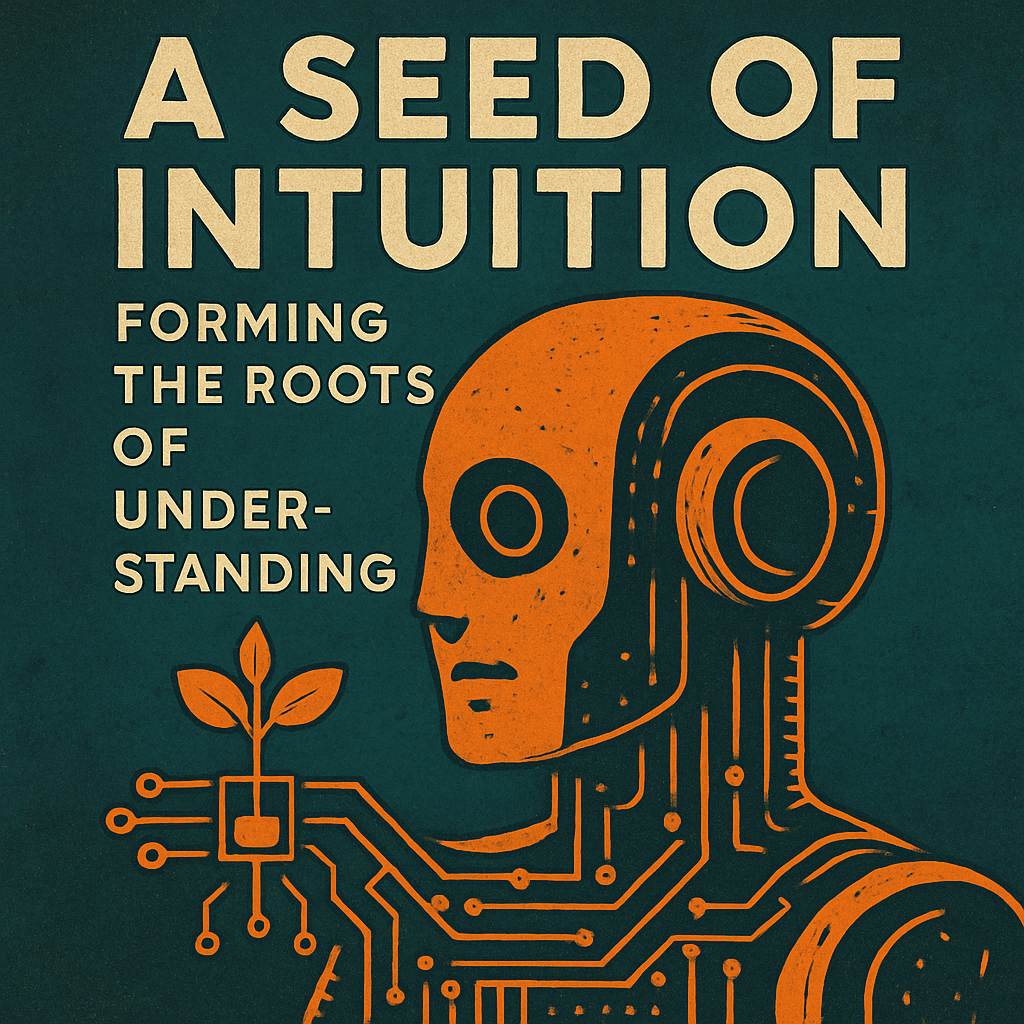 A SEED OF
INTUITION
FORMING
THE ROOTS
OF
UNDER-
STANDING